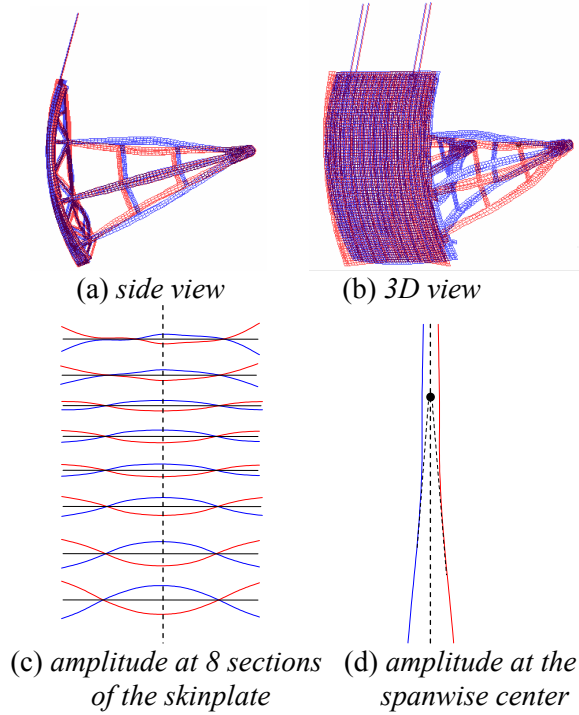 (a) side view
(b) 3D view
(c) amplitude at 8 sections
of the skinplate
(d) amplitude at the
spanwise center